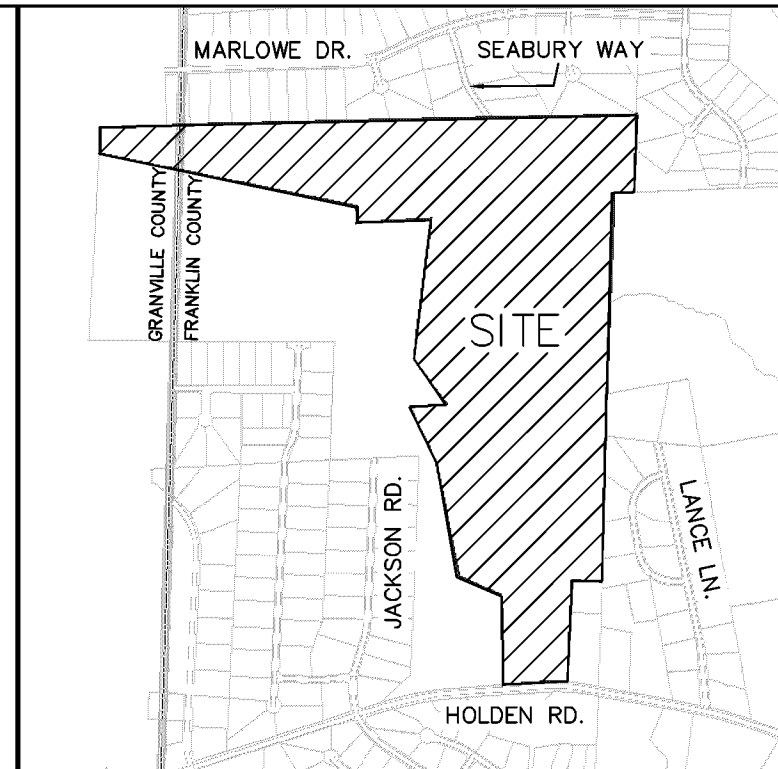 MARLOWE DR.
SEABURY WAY
GRANVILLE COUNTY
FRANKLIN COUNTY
SITE
JACKSON RD.
LANCE LN.
HOLDEN RD.